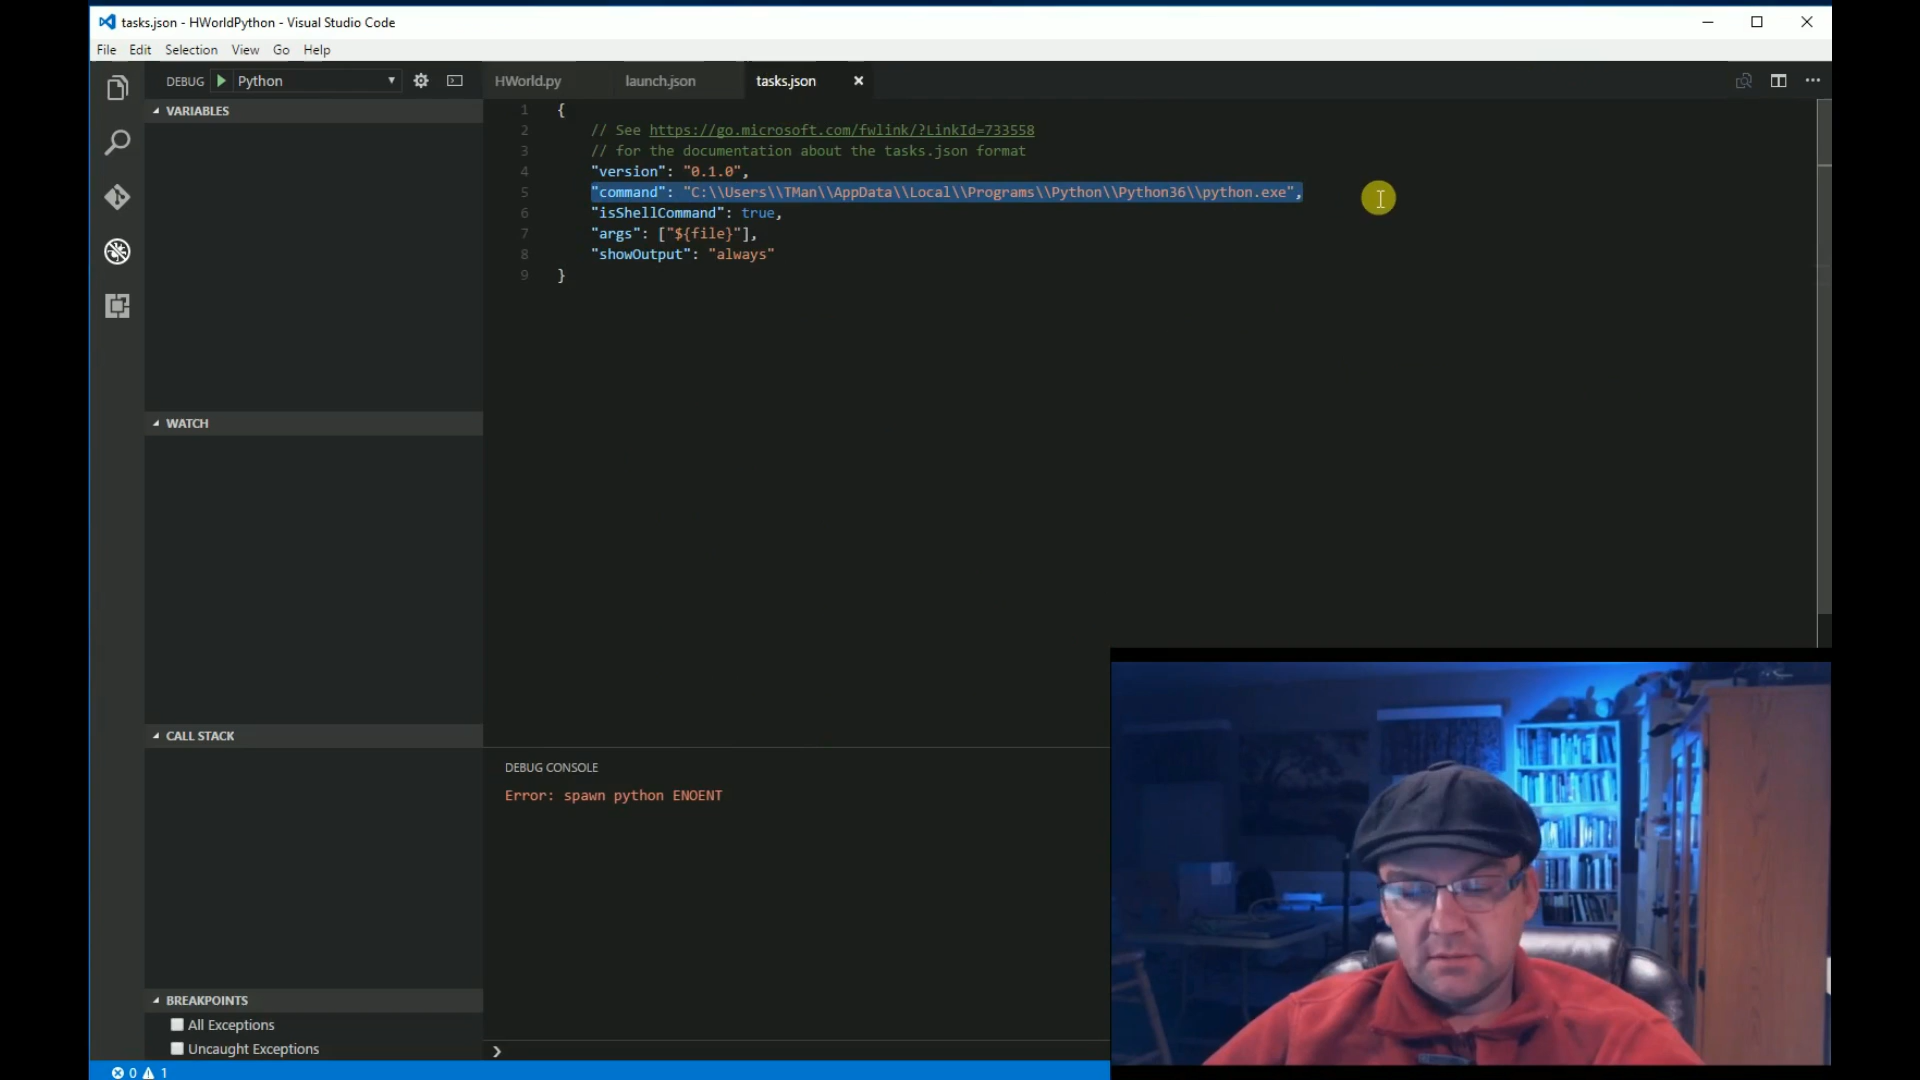 tasks.json - HWorldPython - Visual Studio Code
File Edit Selection View Go Help
DEBUG Python
HWorld.py launch.json tasks.json
VARIABLES
1 {
2 // See https://go.microsoft.com/fwlink/?LinkId=733558
3 // for the documentation about the tasks.json format
4 "version": "0.1.0",
5 "command": "C:\\Users\\TMan\\AppData\\Local\\Programs\\Python\\Python36\\python.exe",
6 "isShellCommand": true,
7 "args": ["${file}"],
8 "showOutput": "always"
9 }
WATCH
CALL STACK
DEBUG CONSOLE
Error: spawn python ENOENT
BREAKPOINTS
All Exceptions
Uncaught Exceptions
0 1